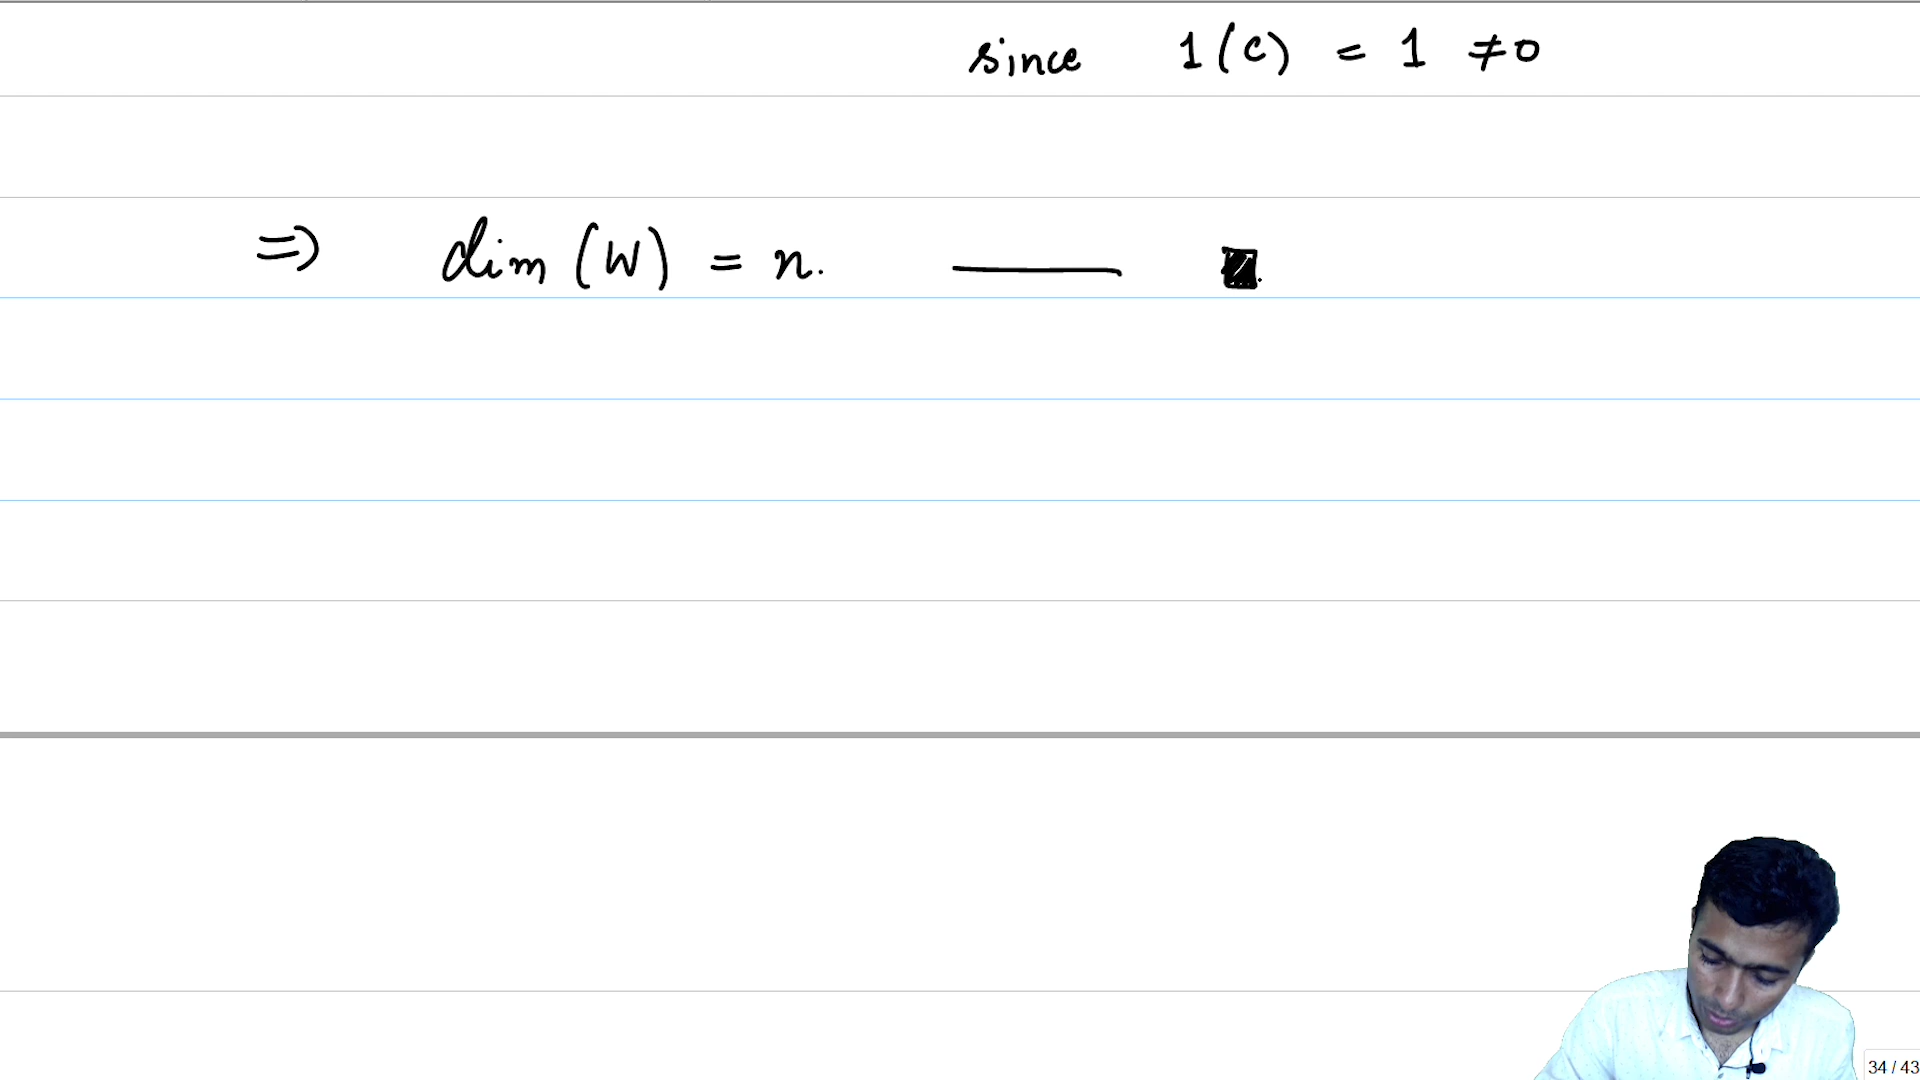 since 1(c) = 1 ≠0
⇒ dim (W) = n. —— ■.
34 / 43